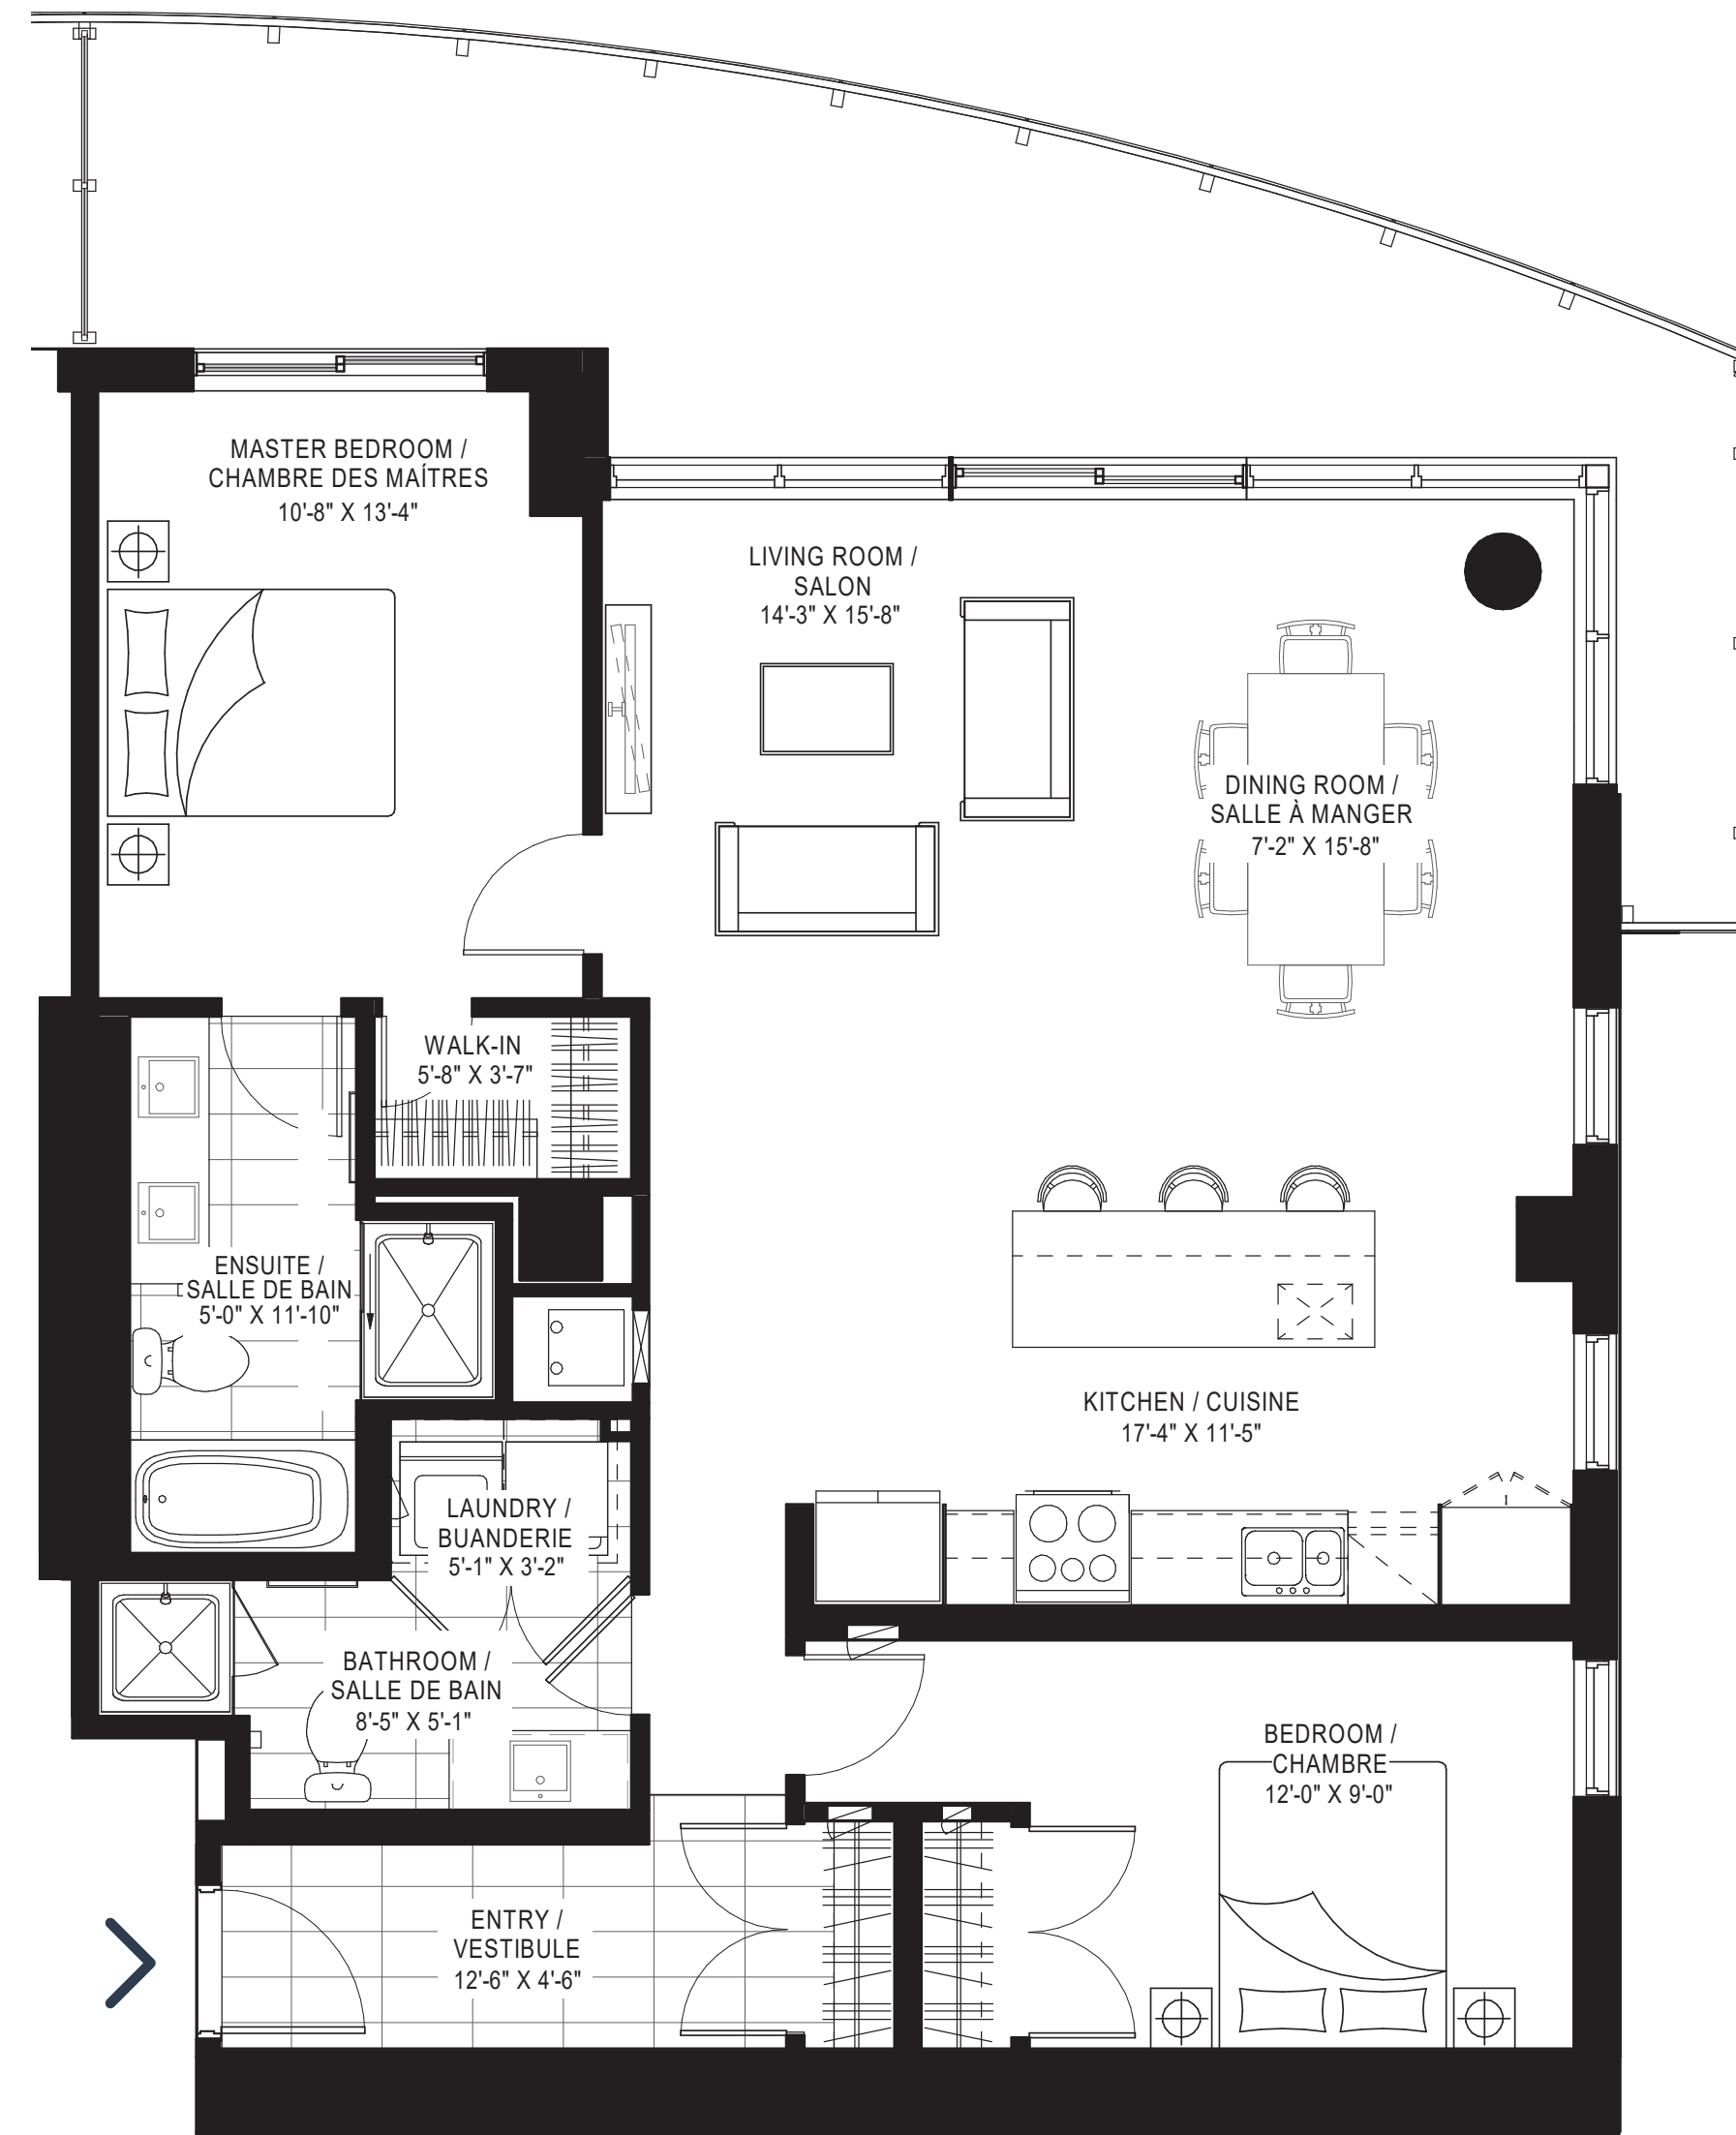 MASTER BEDROOM /
CHAMBRE DES MAÍTRES
10'-8" X 13'-4"
LIVING ROOM /
SALON
14'-3" X 15'-8"
DINING ROOM /
SALLE À MANGER
7'-2" X 15'-8"
WALK-IN
5'-8" X 3'-7"
ENSUITE /
SALLE DE BAIN
5'-0" X 11'-10"
KITCHEN / CUISINE
17'-4" X 11'-5"
LAUNDRY /
BUANDERIE
5'-1" X 3'-2"
BATHROOM /
SALLE DE BAIN
8'-5" X 5'-1"
BEDROOM /
CHAMBRE
12'-0" X 9'-0"
ENTRY /
VESTIBULE
12'-6" X 4'-6"